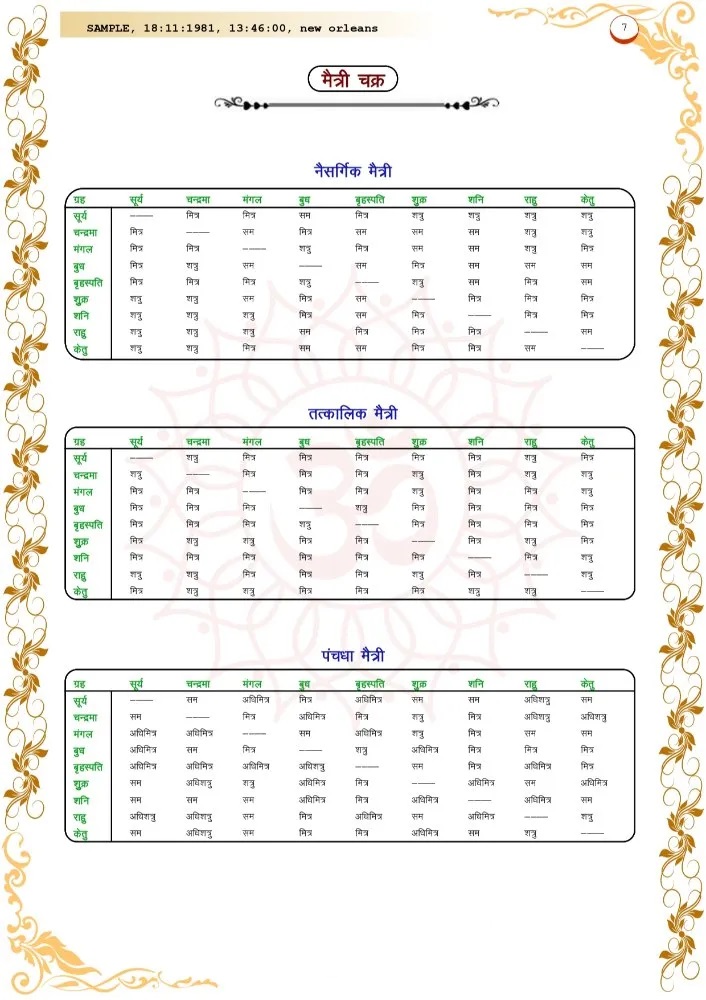 SAMPLE, 18:11:1981, 13:46:00, new orleans 7
मैत्री चक्र
नैसर्गिक मैत्री
ग्रह सूर्य चन्द्रमा मंगल बुध बृहस्पति शुक्र शनि राहु केतु
सूर्य ---- मित्र मित्र सम मित्र शत्रु शत्रु शत्रु शत्रु
चन्द्रमा मित्र ---- सम मित्र सम सम सम शत्रु शत्रु
मंगल मित्र मित्र ---- शत्रु मित्र सम सम शत्रु मित्र
बुध मित्र शत्रु सम ---- सम मित्र सम सम सम
बृहस्पति मित्र मित्र मित्र शत्रु ---- शत्रु सम मित्र सम
शुक्र शत्रु शत्रु सम मित्र सम ---- मित्र मित्र मित्र
शनि शत्रु शत्रु शत्रु मित्र सम मित्र ---- मित्र मित्र
राहु शत्रु शत्रु शत्रु सम मित्र मित्र मित्र ---- सम
केतु शत्रु शत्रु मित्र सम सम मित्र मित्र सम ----
तत्कालिक मैत्री
ग्रह सूर्य चन्द्रमा मंगल बुध बृहस्पति शुक्र शनि राहु केतु
सूर्य ---- शत्रु मित्र मित्र मित्र मित्र मित्र शत्रु मित्र
चन्द्रमा शत्रु ---- मित्र मित्र मित्र शत्रु मित्र शत्रु शत्रु
मंगल मित्र मित्र ---- मित्र मित्र शत्रु मित्र मित्र शत्रु
बुध मित्र मित्र मित्र ---- शत्रु मित्र मित्र मित्र मित्र
बृहस्पति मित्र मित्र मित्र शत्रु ---- मित्र मित्र मित्र मित्र
शुक्र मित्र शत्रु शत्रु मित्र मित्र ---- मित्र शत्रु मित्र
शनि मित्र मित्र मित्र मित्र मित्र मित्र ---- मित्र शत्रु
राहु शत्रु शत्रु मित्र मित्र मित्र शत्रु मित्र ---- शत्रु
केतु मित्र शत्रु शत्रु मित्र मित्र मित्र शत्रु शत्रु ----
पंचधा मैत्री
ग्रह सूर्य चन्द्रमा मंगल बुध बृहस्पति शुक्र शनि राहु केतु
सूर्य ---- सम अधिमित्र मित्र अधिमित्र सम सम अधिशत्रु सम
चन्द्रमा सम ---- मित्र अधिमित्र मित्र शत्रु मित्र अधिशत्रु अधिशत्रु
मंगल अधिमित्र अधिमित्र ---- सम अधिमित्र शत्रु मित्र सम सम
बुध अधिमित्र सम मित्र ---- शत्रु अधिमित्र मित्र मित्र मित्र
बृहस्पति अधिमित्र अधिमित्र अधिमित्र अधिशत्रु ---- सम मित्र अधिमित्र मित्र
शुक्र सम अधिशत्रु शत्रु अधिमित्र मित्र ---- अधिमित्र सम अधिमित्र
शनि सम सम सम अधिमित्र मित्र अधिमित्र ---- अधिमित्र सम
राहु अधिशत्रु अधिशत्रु सम मित्र अधिमित्र सम अधिमित्र ---- शत्रु
केतु सम अधिशत्रु सम मित्र मित्र अधिमित्र सम शत्रु ----